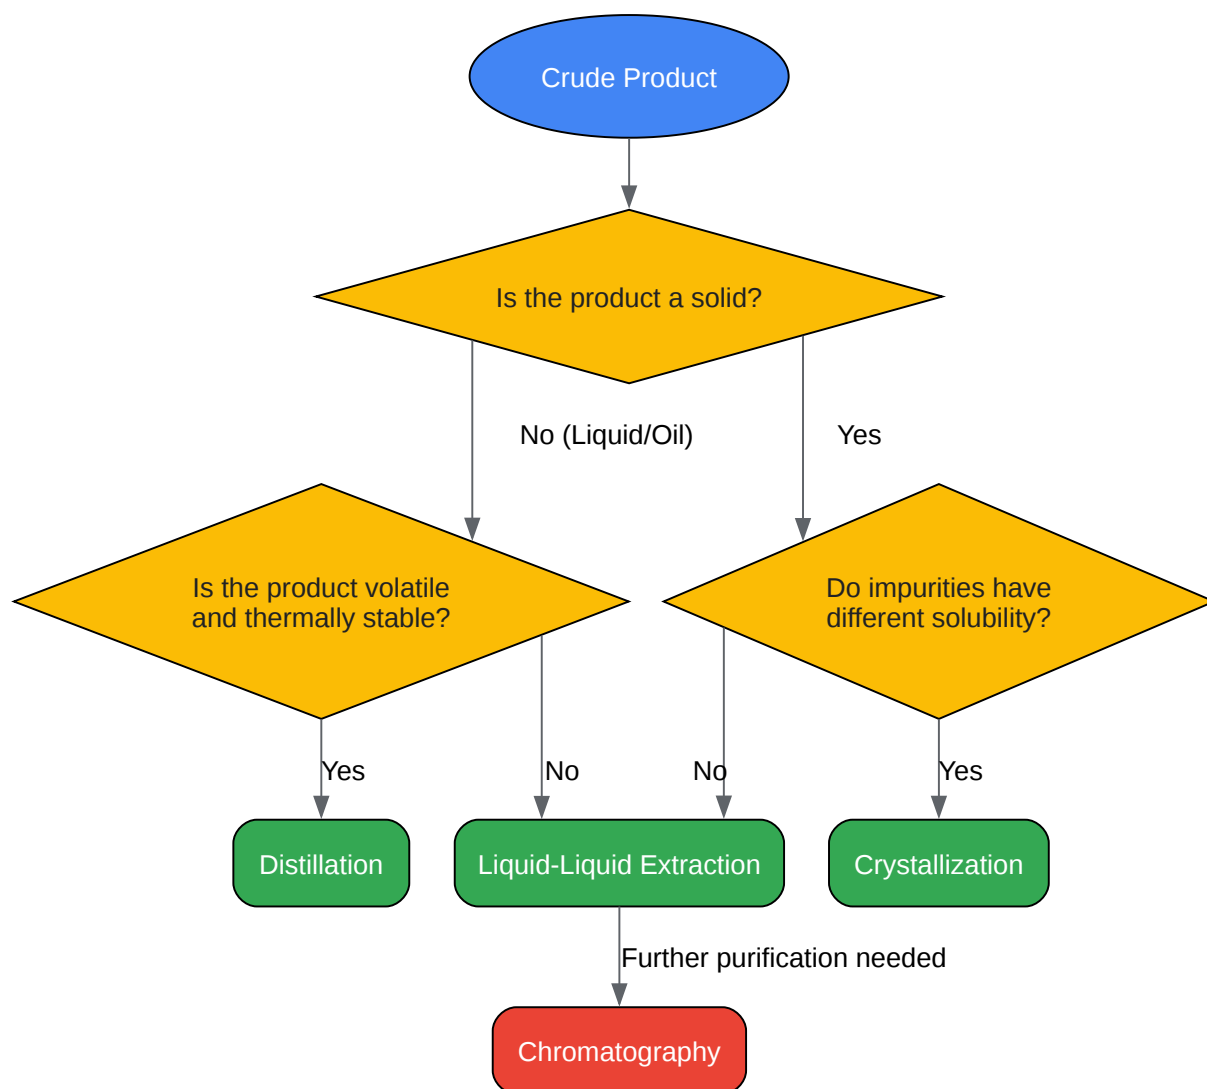 Crude Product
Is the product a solid?
No (Liquid/Oil)
Yes
Is the product volatile
and thermally stable?
Do impurities have
different solubility?
Yes
No
No
Yes
Distillation
Liquid-Liquid Extraction
Crystallization
Further purification needed
Chromatography